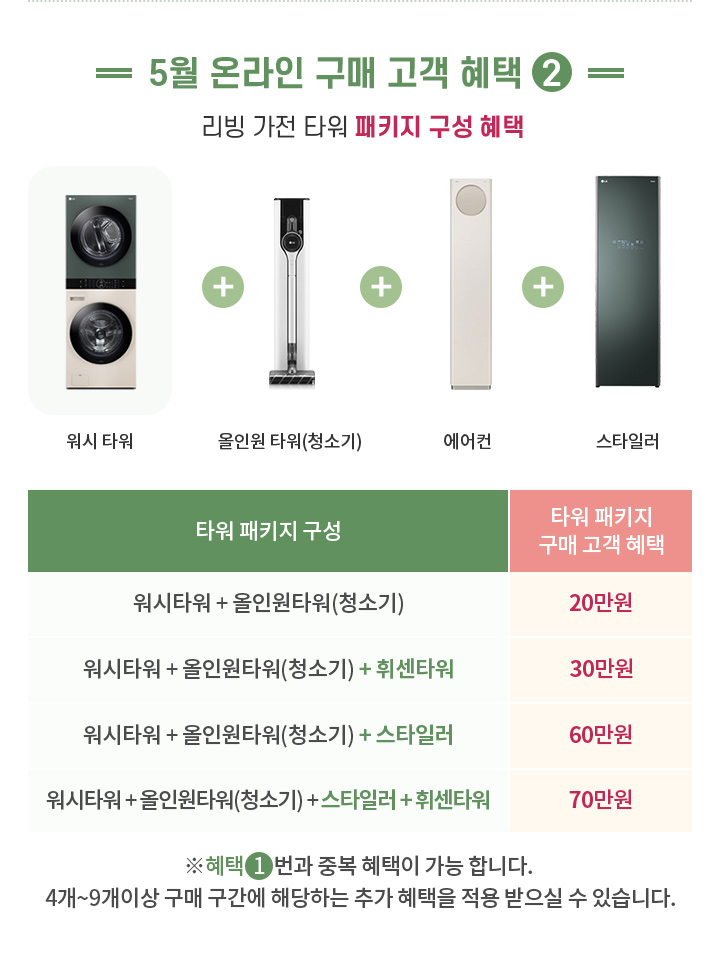 5월 온라인 구매 고객 혜택 2
리빙 가전 타워 패키지 구성 혜택
+ + +
워시 타워 올인원 타워(청소기) 에어컨 스타일러
타워 패키지 구성
타워 패키지
구매 고객 혜택
워시타워 + 올인원타워(청소기) 20만원
워시타워 + 올인원타워(청소기) + 휘센타워 30만원
워시타워 + 올인원타워(청소기) + 스타일러 60만원
워시타워 + 올인원타워(청소기) + 스타일러 + 휘센타워 70만원
※혜택1번과 중복 혜택이 가능 합니다.
4개~9개이상 구매 구간에 해당하는 추가 혜택을 적용 받으실 수 있습니다.